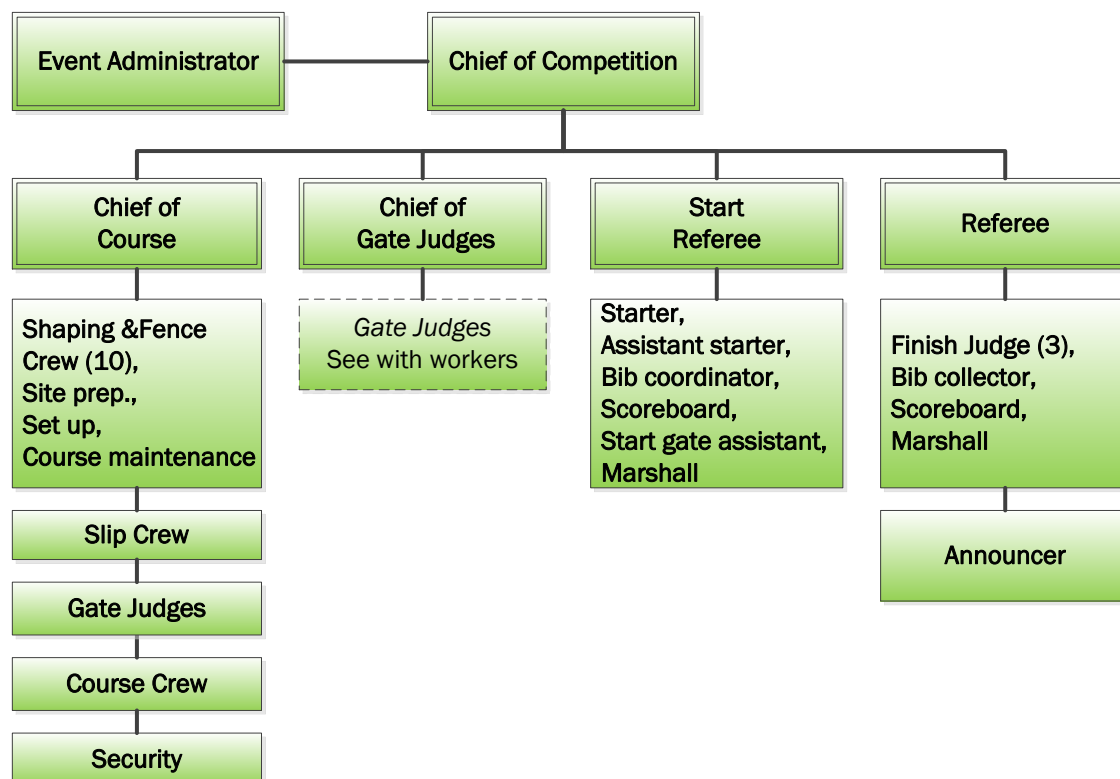 Event Administrator
Chief of Competition
Chief of
Course
Chief of
Gate Judges
Start
Referee
Referee
Shaping &Fence
Crew (10),
Site prep.,
Set up,
Course maintenance
Gate Judges
See with workers
Starter,
Assistant starter,
Bib coordinator,
Scoreboard,
Start gate assistant,
Marshall
Finish Judge (3),
Bib collector,
Scoreboard,
Marshall
Slip Crew
Announcer
Gate Judges
Course Crew
Security